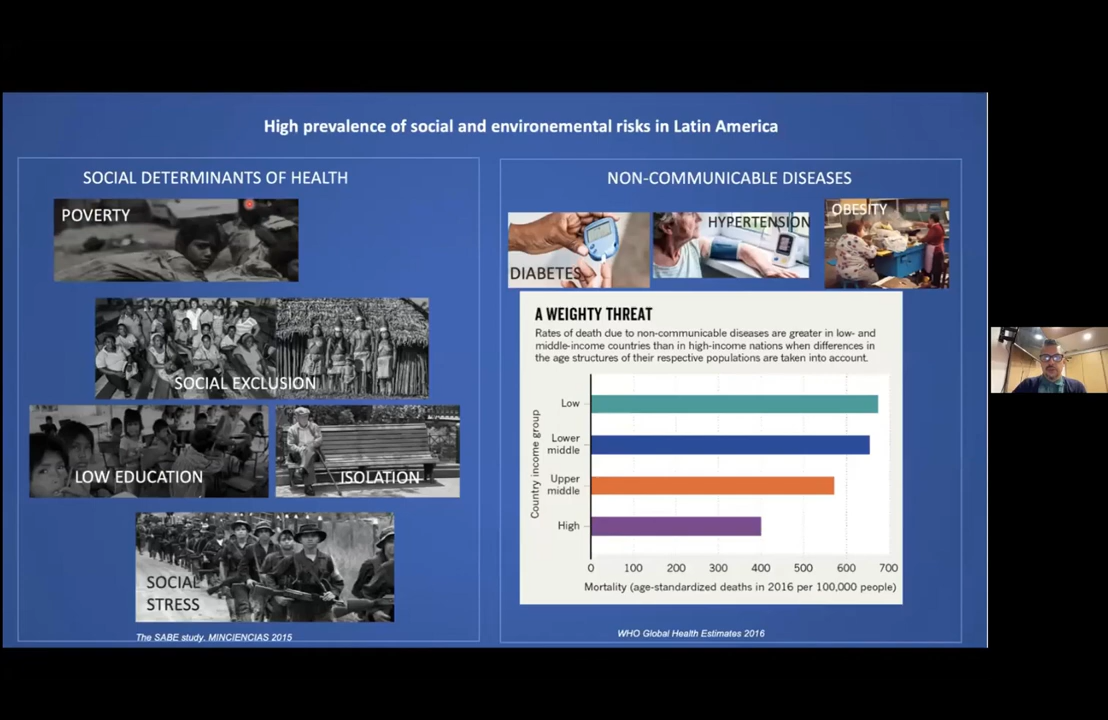 High prevalence of social and environemental risks in Latin America
SOCIAL DETERMINANTS OF HEALTH
POVERTY
SOCIAL EXCLUSION
LOW EDUCATION
ISOLATION
SOCIAL
STRESS
The SABE study. MINCIENCIAS 2015
NON-COMMUNICABLE DISEASES
DIABETES
HYPERTENSION
OBESITY
A WEIGHTY THREAT
Rates of death due to non-communicable diseases are greater in low- and
middle-income countries than in high-income nations when differences in
the age structures of their respective populations are taken into account.
Country income group
Low
Lower
middle
Upper
middle
High
0 100 200 300 400 500 600 700
Mortality (age-standardized deaths in 2016 per 100,000 people)
WHO Global Health Estimates 2016